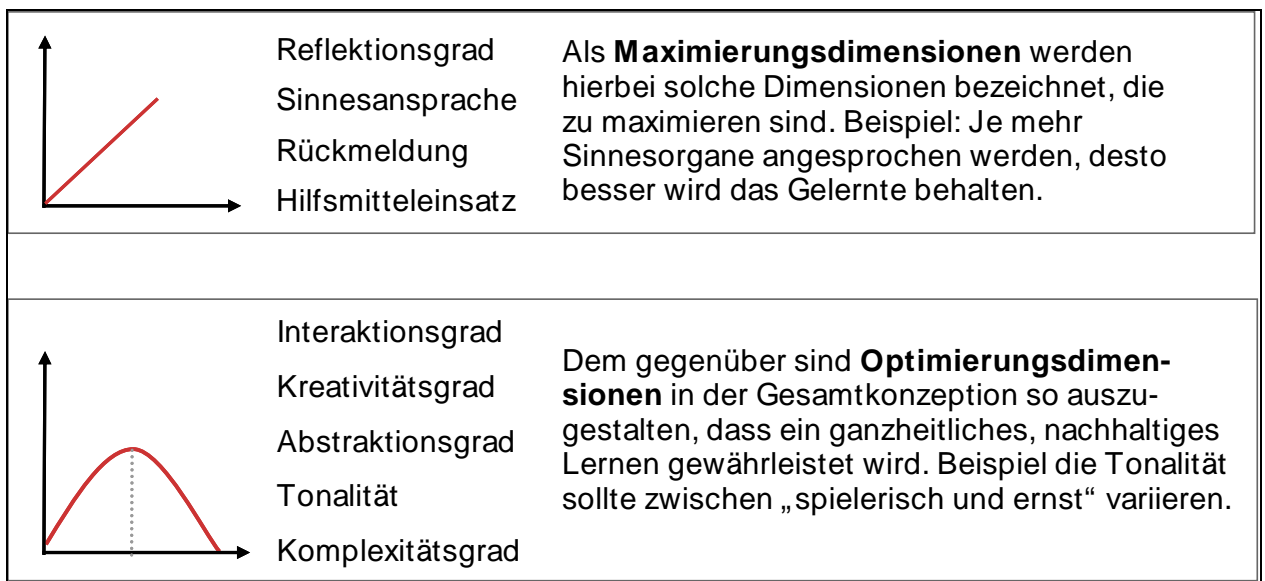 Reflektionsgrad
Sinnesansprache
Rückmeldung
Hilfsmitteleinsatz
Als Maximierungsdimensionen werden
hierbei solche Dimensionen bezeichnet, die
zu maximieren sind. Beispiel: Je mehr
Sinnesorgane angesprochen werden, desto
besser wird das Gelernte behalten.
Interaktionsgrad
Kreativitätsgrad
Abstraktionsgrad
Tonalität
Komplexitätsgrad
Dem gegenüber sind Optimierungsdimen-
sionen in der Gesamtkonzeption so auszu-
gestalten, dass ein ganzheitliches, nachhaltiges
Lernen gewährleistet wird. Beispiel die Tonalität
sollte zwischen „spielerisch und ernst“ variieren.